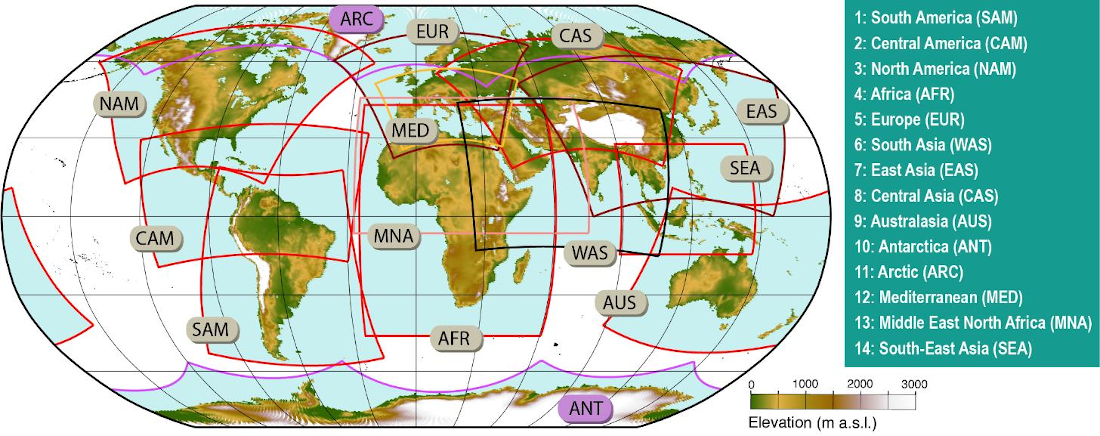 ARC
EUR
CAS
NAM
EAS
MED
SEA
CAM
MNA
WAS
AUS
SAM
AFR
ANT
1: South America (SAM)
2: Central America (CAM)
3: North America (NAM)
4: Africa (AFR)
5: Europe (EUR)
6: South Asia (WAS)
7: East Asia (EAS)
8: Central Asia (CAS)
9: Australasia (AUS)
10: Antarctica (ANT)
11: Arctic (ARC)
12: Mediterranean (MED)
13: Middle East North Africa (MNA)
14: South-East Asia (SEA)
0 1000 2000 3000
Elevation (m a.s.l.)